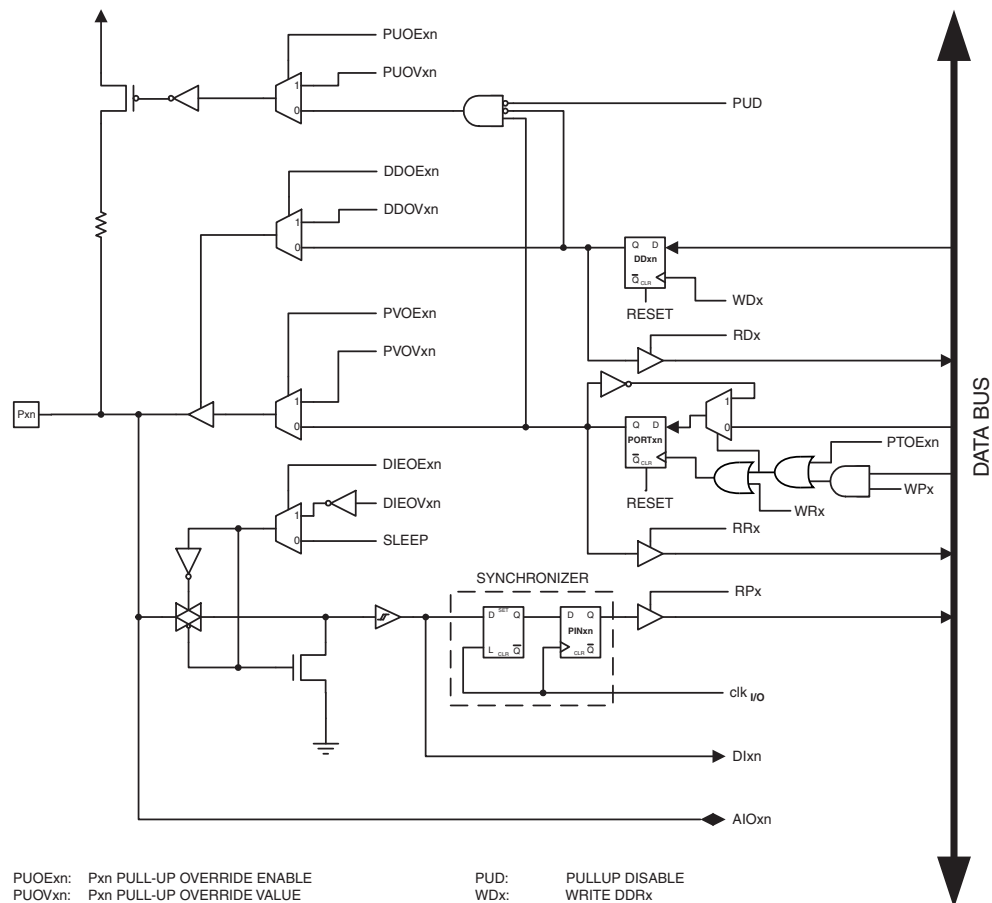 PUOExn
PUOVxn
1
0
PUD
DDOExn
DDOVxn
1
0
Q D
DDxn
Q CLR
WDx
RESET
RDx
PVOExn
PVOVxn
1
0
Pxn
1
0
Q D
PORTxn
Q CLR
RESET
PTOExn
WPx
WRx
RRx
DATA BUS
DIEOExn
DIEOVxn
1
0
SLEEP
SYNCHRONIZER
D SET Q
L CLR Q
D Q
PINxn
CLR Q
RPx
clk I/O
DIxn
AIOxn
PUOExn: Pxn PULL-UP OVERRIDE ENABLE
PUOVxn: Pxn PULL-UP OVERRIDE VALUE
PUD: PULLUP DISABLE
WDx: WRITE DDRx